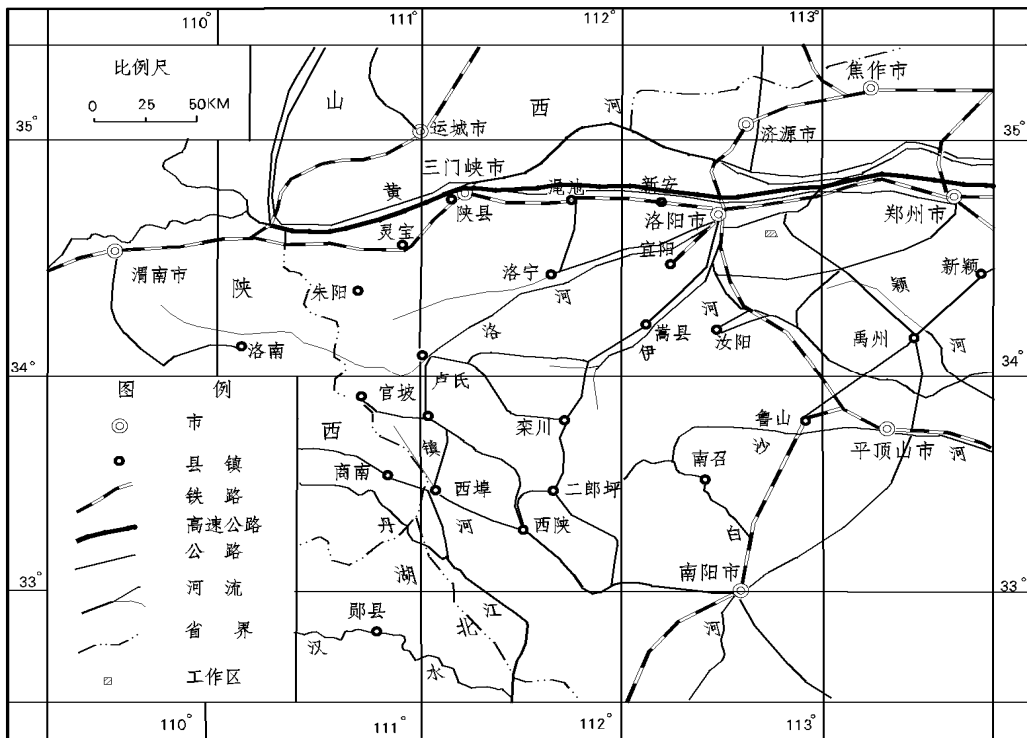 110°
111°
112°
113°
比例尺
0 25 50KM
山
西
河
焦作市
35°
35°
运城市
济源市
三门峡市
黄
渑池
新安
陕县
洛阳市
郑州市
灵宝
宜阳
渭南市
陕
朱阳
洛宁
河
新颖
颖
洛
河
嵩县
伊
汝阳
禹州
河
洛南
34°
34°
卢氏
图 例
官坡
市
西
镇
栾川
鲁山
沙
平顶山市
河
县镇
商南
西埠
二郎坪
南召
铁路
高速公路
丹
河
西陕
白
公路
33°
33°
河流
湖
南阳市
郧县
江
省界
汉
北
河
水
工作区
110°
111°
112°
113°